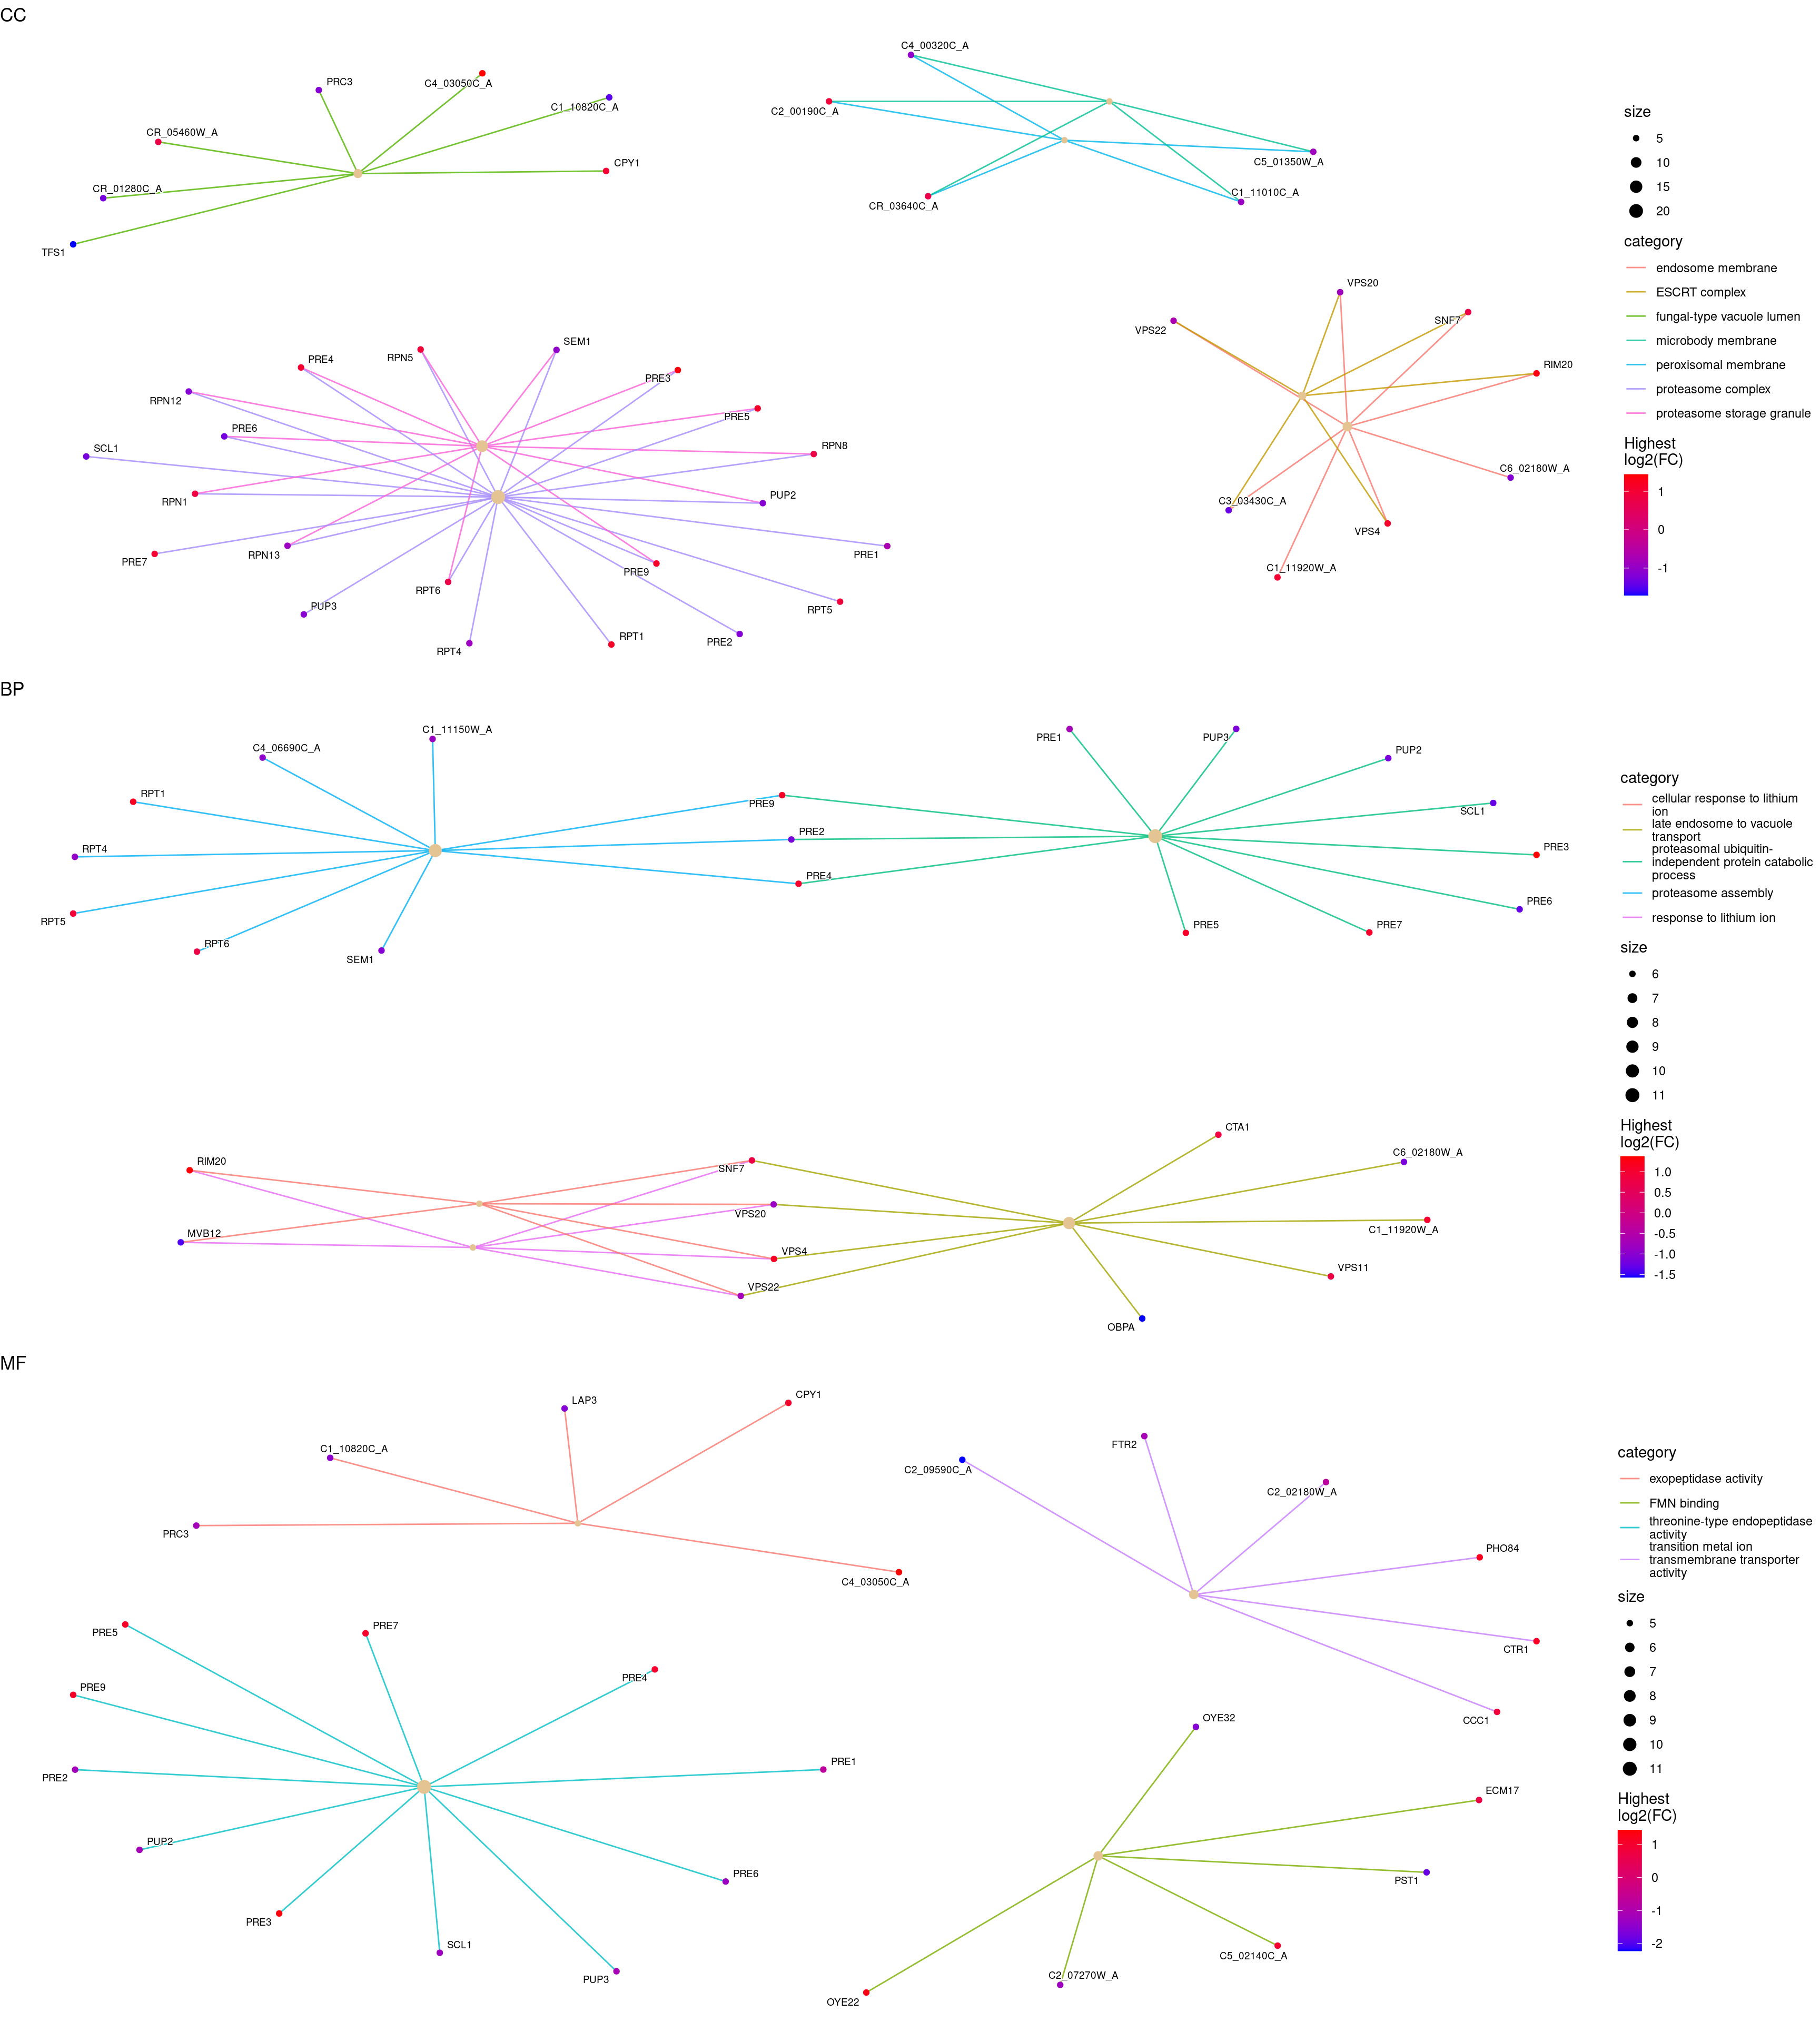 CC
C4_00320C_A
PRC3
C4_03050C_A
C1_10820C_A
C2_00190C_A
CR_05460W_A
C5_01350W_A
CPY1
CR_01280C_A
C1_11010C_A
CR_03640C_A
TFS1
VPS20
VPS22
SNF7
RIM20
C6_02180W_A
C3_03430C_A
VPS4
C1_11920W_A
SEM1
RPN5
PRE4
PRE3
RPN12
PRE5
PRE6
SCL1
RPN8
RPN1
PUP2
PRE7
RPN13
PRE1
PRE9
RPT6
PUP3
RPT5
RPT1
PRE2
RPT4
size
5
10
15
20
category
endosome membrane
ESCRT complex
fungal-type vacuole lumen
microbody membrane
peroxisomal membrane
proteasome complex
proteasome storage granule
Highest
log2(FC)
1
0
-1
BP
C1_11150W_A
C4_06690C_A
RPT1
RPT4
RPT5
RPT6
SEM1
PRE9
PRE2
PRE4
PRE1
PUP3
PUP2
SCL1
PRE3
PRE6
PRE7
PRE5
RIM20
MVB12
SNF7
VPS20
VPS4
VPS22
CTA1
C6_02180W_A
C1_11920W_A
VPS11
OBPA
category
cellular response to lithium
ion
late endosome to vacuole
transport
proteasomal ubiquitin-
independent protein catabolic
process
proteasome assembly
response to lithium ion
size
6
7
8
9
10
11
Highest
log2(FC)
1.0
0.5
0.0
-0.5
-1.0
-1.5
MF
LAP3
CPY1
C1_10820C_A
PRC3
C4_03050C_A
FTR2
C2_09590C_A
C2_02180W_A
PHO84
CTR1
CCC1
PRE5
PRE7
PRE4
PRE9
PRE2
PRE1
PUP2
PRE6
PRE3
SCL1
PUP3
OYE32
ECM17
PST1
C5_02140C_A
C2_07270W_A
OYE22
category
exopeptidase activity
FMN binding
threonine-type endopeptidase
activity
transition metal ion
transmembrane transporter
activity
size
5
6
7
8
9
10
11
Highest
log2(FC)
1
0
-1
-2